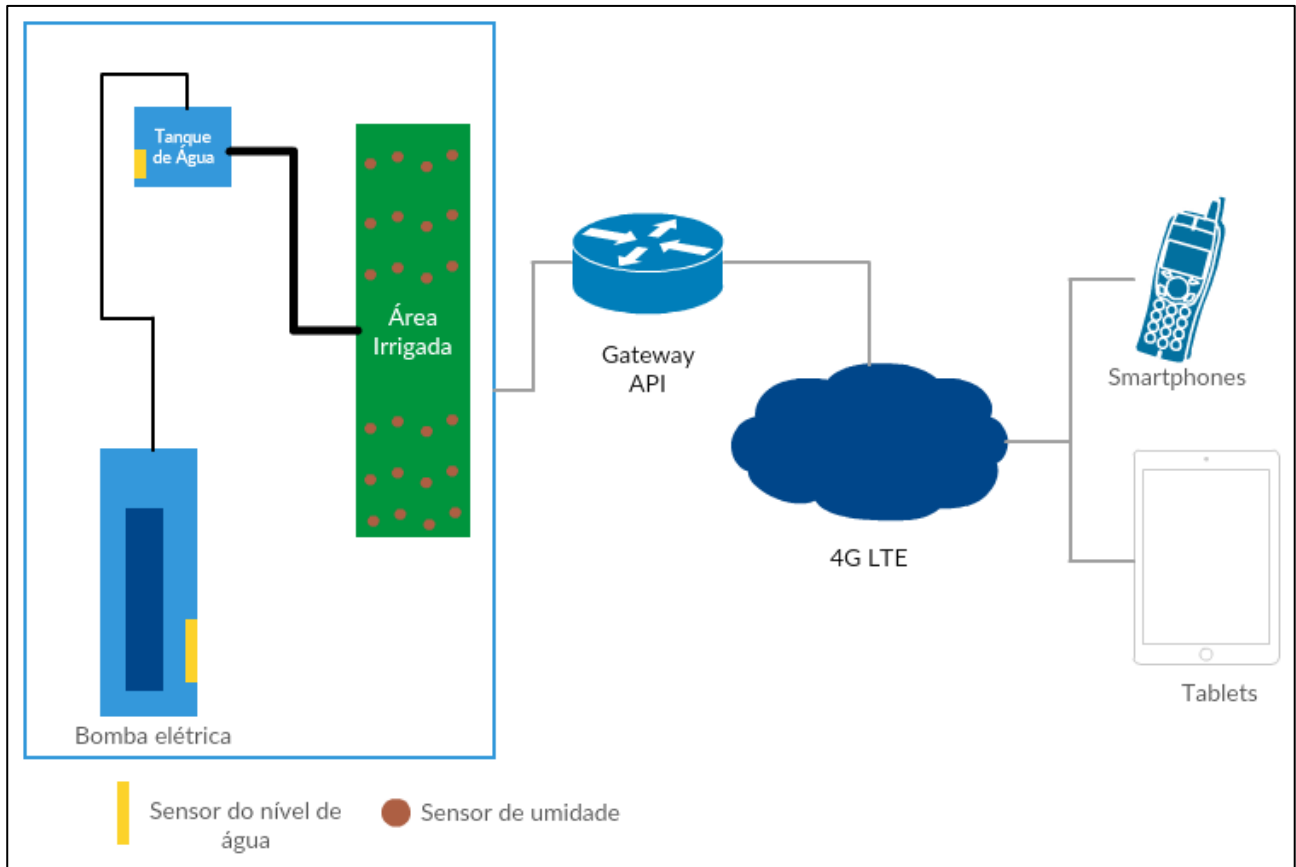 Tanque
de Água
Área
Irrigada
Bomba elétrica
Gateway
API
4G LTE
Smartphones
Tablets
Sensor do nível de
água
Sensor de umidade